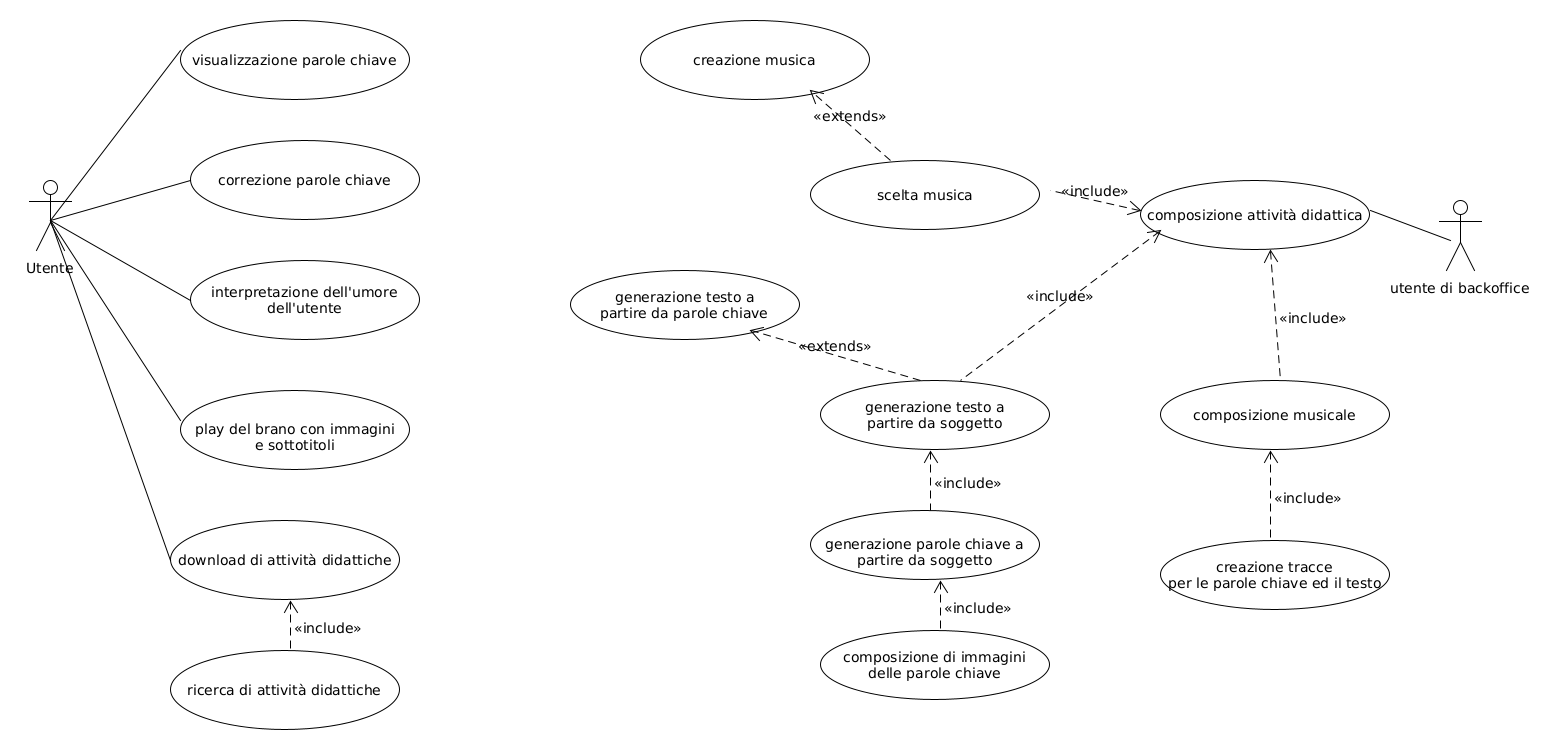 visualizzazione parole chiave
correzione parole chiave
Utente
interpretazione dell'umore
dell'utente
play del brano con immagini
e sottotitoli
download di attività didattiche
«include»
ricerca di attività didattiche
creazione musica
«extends»
scelta musica
«include»
composizione attività didattica
utente di backoffice
generazione testo a
partire da parole chiave
«include»
«include»
«extends»
generazione testo a
partire da soggetto
composizione musicale
«include»
«include»
generazione parole chiave a
partire da soggetto
creazione tracce
per le parole chiave ed il testo
«include»
composizione di immagini
delle parole chiave